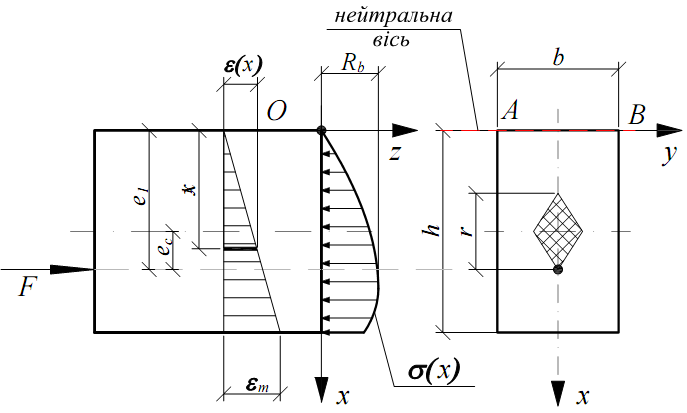 нейтральна
вісь
ε(x)
R_b
b
O
A
B
z
y
x
e_1
e_c
h
r
F
ε_m
σ(x)
x
x